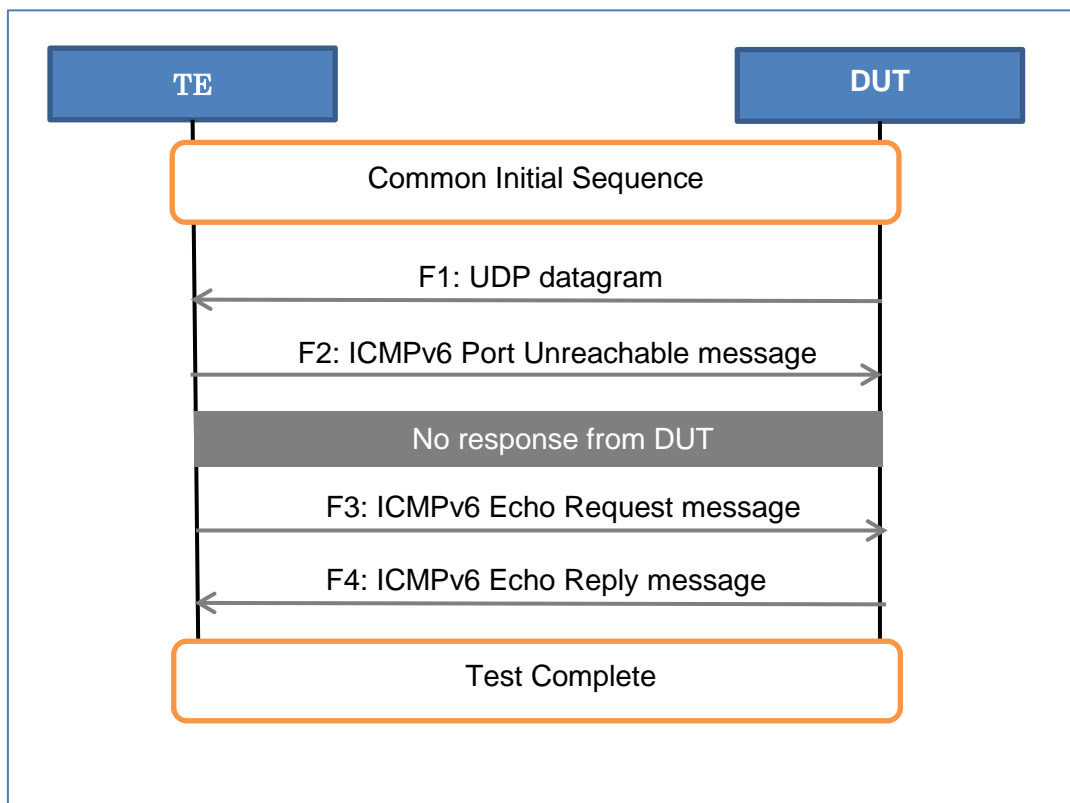 TE
DUT
Common Initial Sequence
F1: UDP datagram
F2: ICMPv6 Port Unreachable message
No response from DUT
F3: ICMPv6 Echo Request message
F4: ICMPv6 Echo Reply message
Test Complete